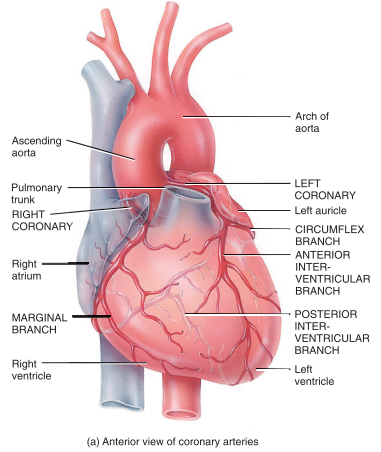 Ascending
aorta
Pulmonary
trunk
RIGHT
CORONARY
Right
atrium
MARGINAL
BRANCH
Right
ventricle
Arch of
aorta
LEFT
CORONARY
Left auricle
CIRCUMFLEX
BRANCH
ANTERIOR
INTER-
VENTRICULAR
BRANCH
POSTERIOR
INTER-
VENTRICULAR
BRANCH
Left
ventricle
(a) Anterior view of coronary arteries